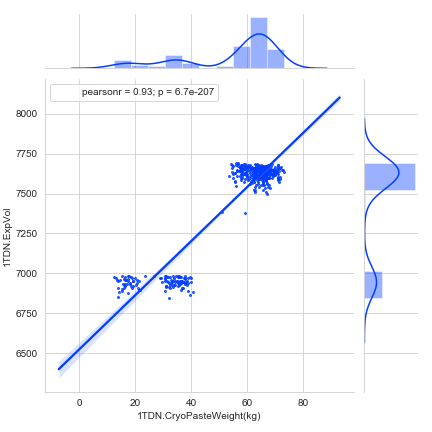 pearsonr = 0.93; p = 6.7e-207
8000
7750
7500
7250
7000
6750
6500
1TDN.ExpVol
0 20 40 60 80
1TDN.CryoPasteWeight(kg)